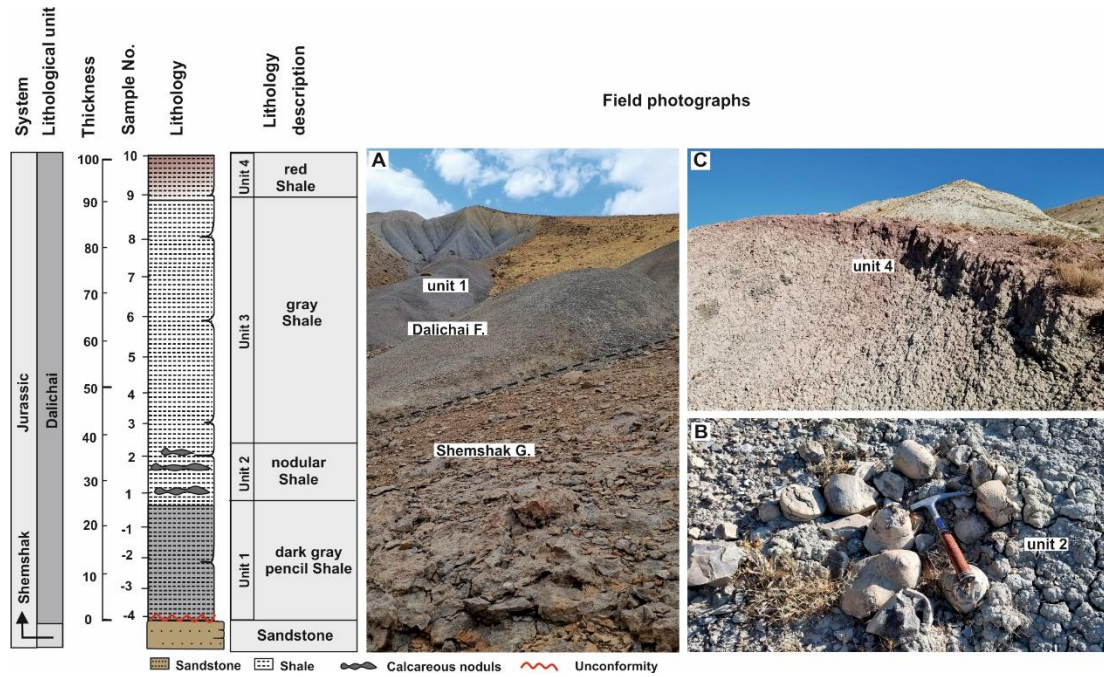 System
Lithological unit
Thickness
Sample No.
Lithology
Lithology
description
Field photographs
Jurassic
Shemshak
Dalichai
100
90
80
70
60
50
40
30
20
10
0
10
9
8
7
6
5
4
3
2
1
-1
-2
-3
-4
Unit 4
red
Shale
Unit 3
gray
Shale
Unit 2
nodular
Shale
Unit 1
dark gray
pencil Shale
Sandstone
A
unit 1
Dalichai F.
Shemshak G.
C
unit 4
B
unit 2
Sandstone
Shale
Calcareous noduls
Unconformity